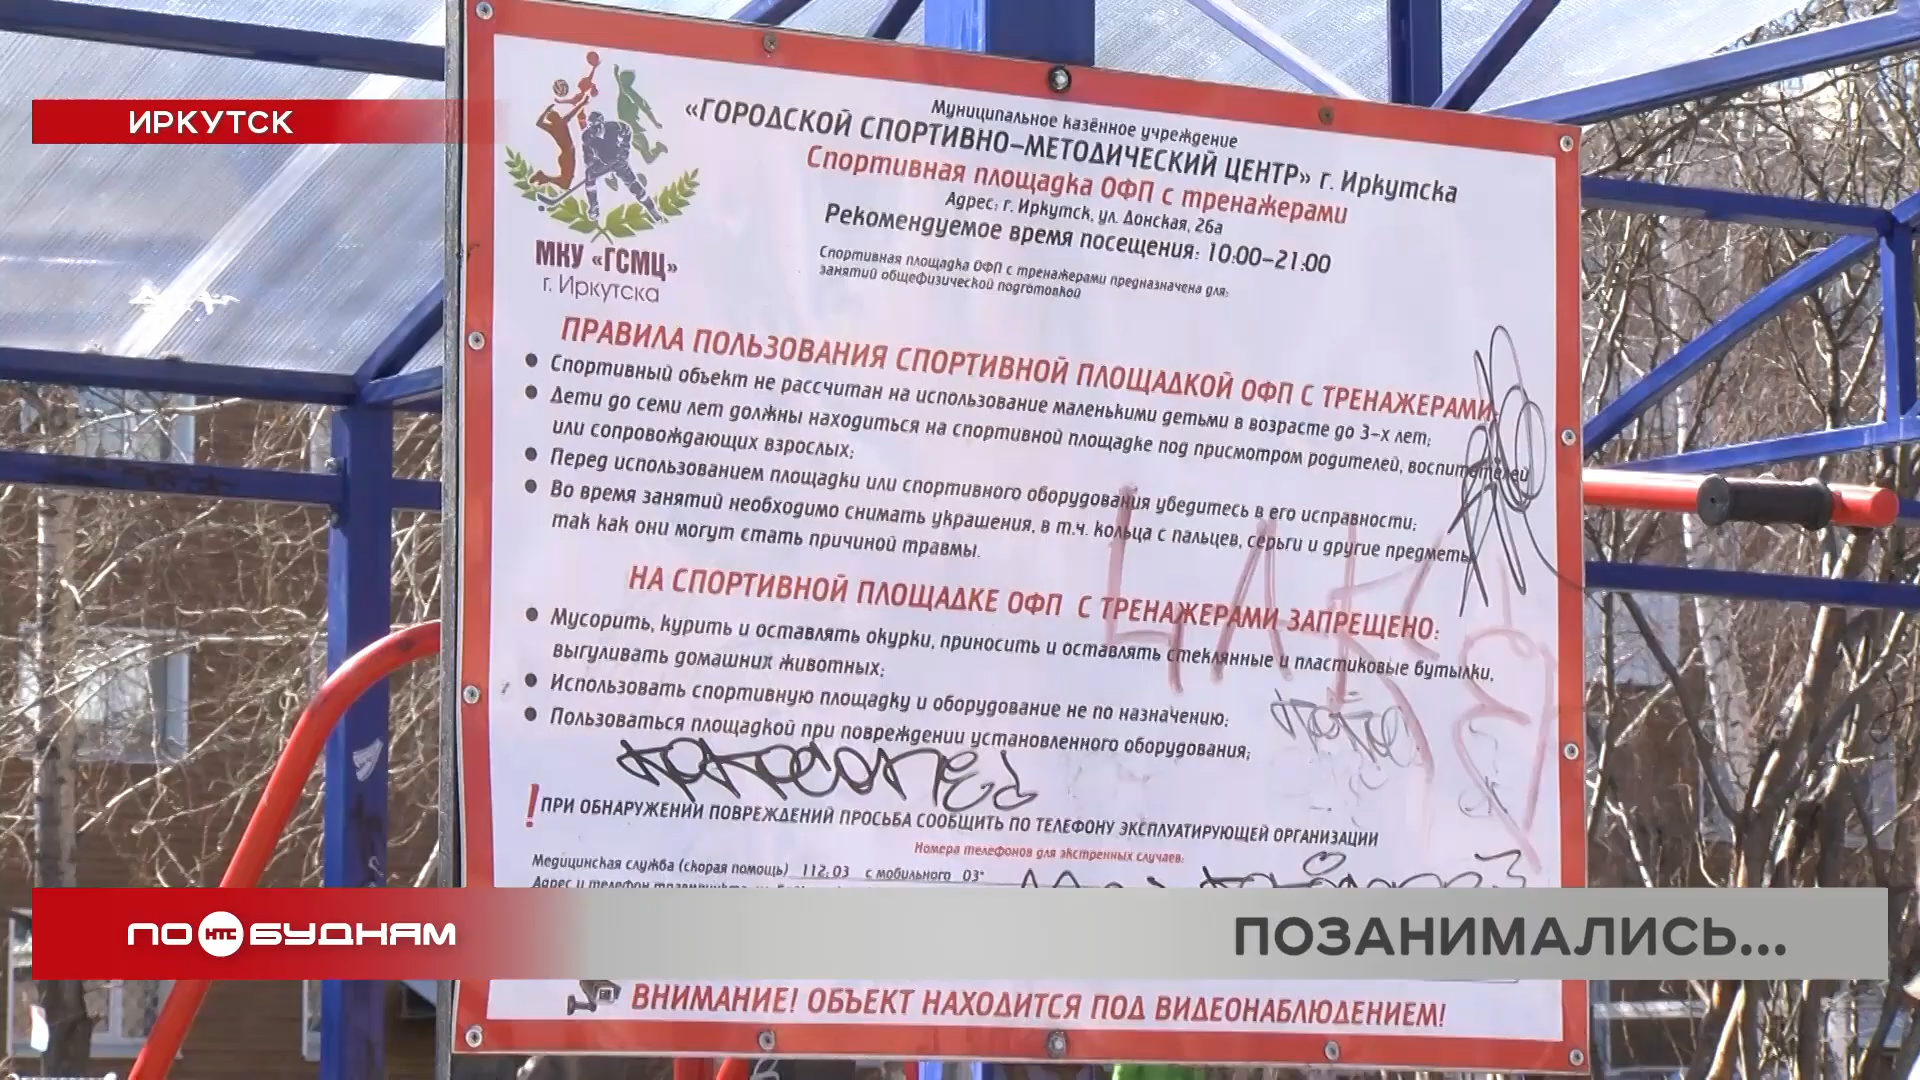 ИРКУТСК
МКУ «ГСМЦ»
г. Иркутска
Муниципальное казённое учреждение
«ГОРОДСКОЙ СПОРТИВНО-МЕТОДИЧЕСКИЙ ЦЕНТР» г. Иркутска
Спортивная площадка ОФП с тренажерами
Адрес: г. Иркутск, ул. Донская, 26а
Рекомендуемое время посещения: 10:00-21:00
Спортивная площадка ОФП с тренажерами предназначена для:
занятий общефизической подготовкой
ПРАВИЛА ПОЛЬЗОВАНИЯ СПОРТИВНОЙ ПЛОЩАДКОЙ ОФП С ТРЕНАЖЕРАМИ:
● Спортивный объект не рассчитан на использование маленькими детьми в возрасте до 3-х лет;
● Дети до семи лет должны находиться на спортивной площадке под присмотром родителей, воспитателей
или сопровождающих взрослых;
● Перед использованием площадки или спортивного оборудования убедитесь в его исправности;
● Во время занятий необходимо снимать украшения, в т.ч. кольца с пальцев, серьги и другие предметы,
так как они могут стать причиной травмы.
НА СПОРТИВНОЙ ПЛОЩАДКЕ ОФП С ТРЕНАЖЕРАМИ ЗАПРЕЩЕНО:
● Мусорить, курить и оставлять окурки, приносить и оставлять стеклянные и пластиковые бутылки,
выгуливать домашних животных;
● Использовать спортивную площадку и оборудование не по назначению;
● Пользоваться площадкой при повреждении установленного оборудования;
! ПРИ ОБНАРУЖЕНИИ ПОВРЕЖДЕНИЙ ПРОСЬБА СООБЩИТЬ ПО ТЕЛЕФОНУ ЭКСПЛУАТИРУЮЩЕЙ ОРГАНИЗАЦИИ
Номера телефонов для экстренных случаев:
Медицинская служба (скорая помощь) 112, 03 с мобильного 03*
Адрес и телефон травмпункта
ПО НТС БУДНЯМ
ПОЗАНИМАЛИСЬ...
ВНИМАНИЕ! ОБЪЕКТ НАХОДИТСЯ ПОД ВИДЕОНАБЛЮДЕНИЕМ!